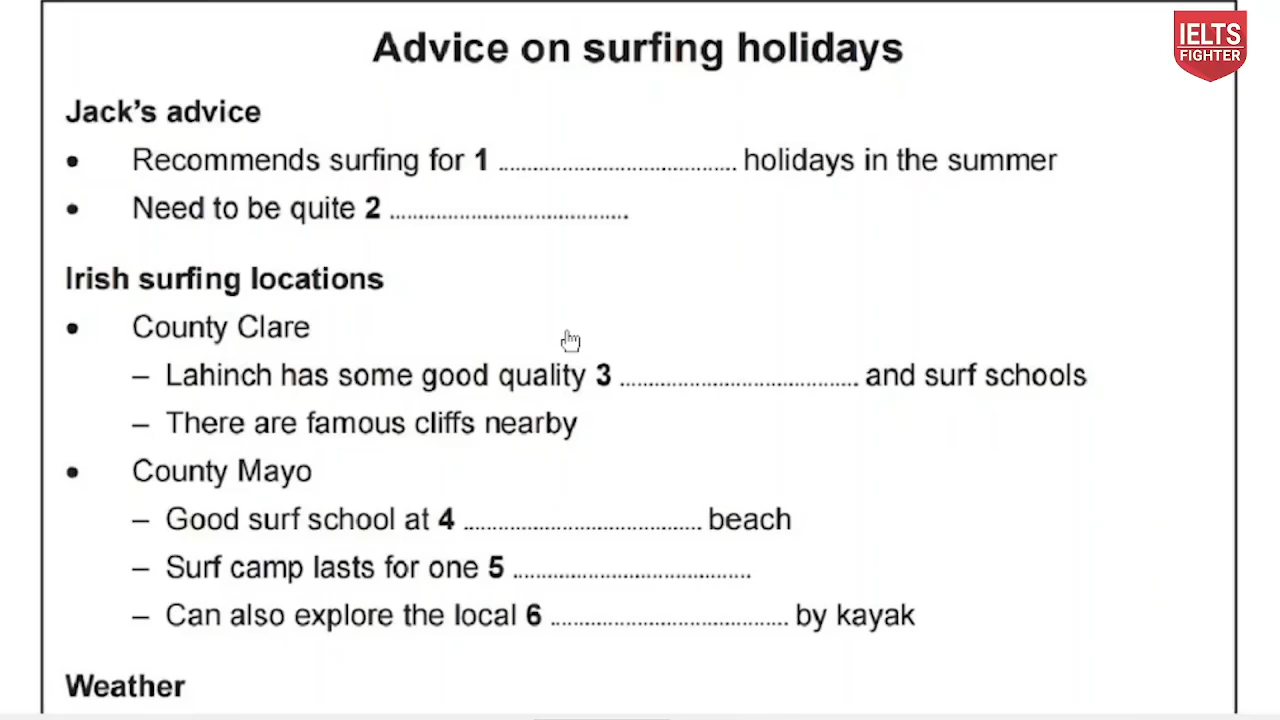 IELTS
FIGHTER
Advice on surfing holidays
Jack's advice
• Recommends surfing for 1 ........................................ holidays in the summer
• Need to be quite 2 ........................................
Irish surfing locations
• County Clare
– Lahinch has some good quality 3 ........................................ and surf schools
– There are famous cliffs nearby
• County Mayo
– Good surf school at 4 ........................................ beach
– Surf camp lasts for one 5 ........................................
– Can also explore the local 6 ........................................ by kayak
Weather